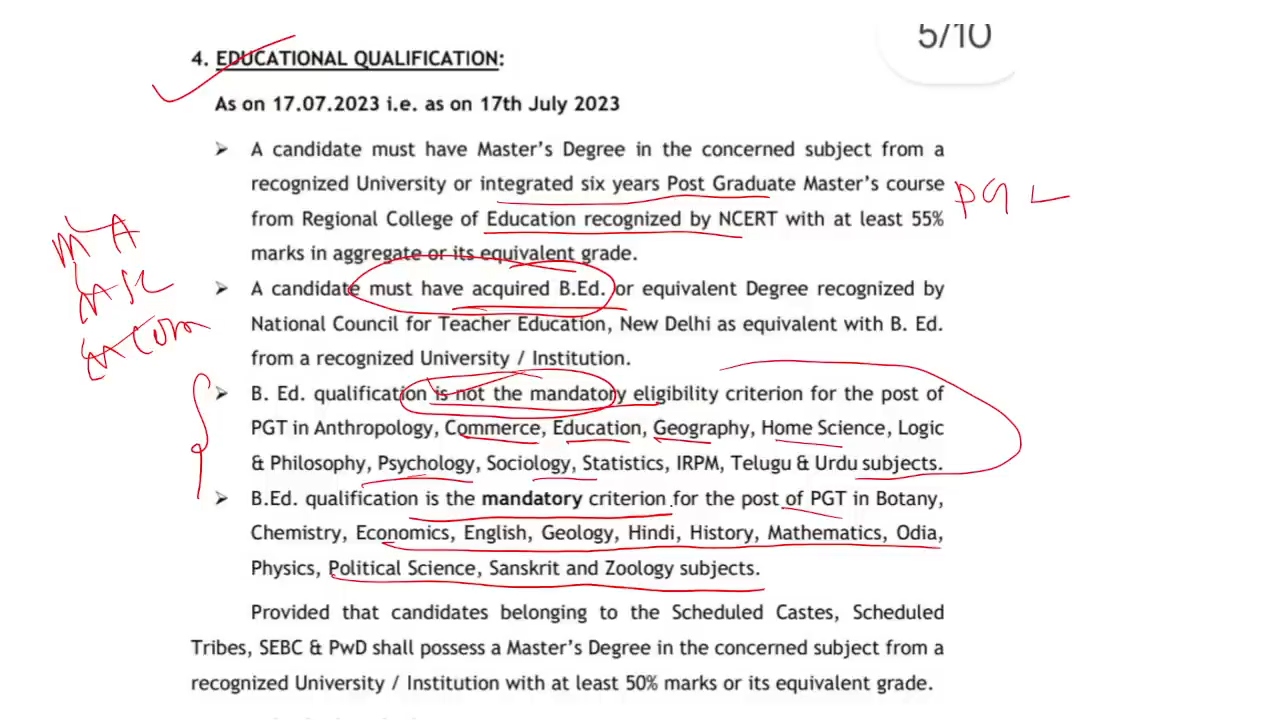 5/10
4. EDUCATIONAL QUALIFICATION:
As on 17.07.2023 i.e. as on 17th July 2023
➢ A candidate must have Master's Degree in the concerned subject from a
recognized University or integrated six years Post Graduate Master's course
from Regional College of Education recognized by NCERT with at least 55%
marks in aggregate or its equivalent grade.
➢ A candidate must have acquired B.Ed. or equivalent Degree recognized by
National Council for Teacher Education, New Delhi as equivalent with B. Ed.
from a recognized University / Institution.
➢ B. Ed. qualification is not the mandatory eligibility criterion for the post of
PGT in Anthropology, Commerce, Education, Geography, Home Science, Logic
& Philosophy, Psychology, Sociology, Statistics, IRPM, Telugu & Urdu subjects.
➢ B.Ed. qualification is the mandatory criterion for the post of PGT in Botany,
Chemistry, Economics, English, Geology, Hindi, History, Mathematics, Odia,
Physics, Political Science, Sanskrit and Zoology subjects.
Provided that candidates belonging to the Scheduled Castes, Scheduled
Tribes, SEBC & PwD shall possess a Master's Degree in the concerned subject from a
recognized University / Institution with at least 50% marks or its equivalent grade.
PG
MA
MSc
MCom